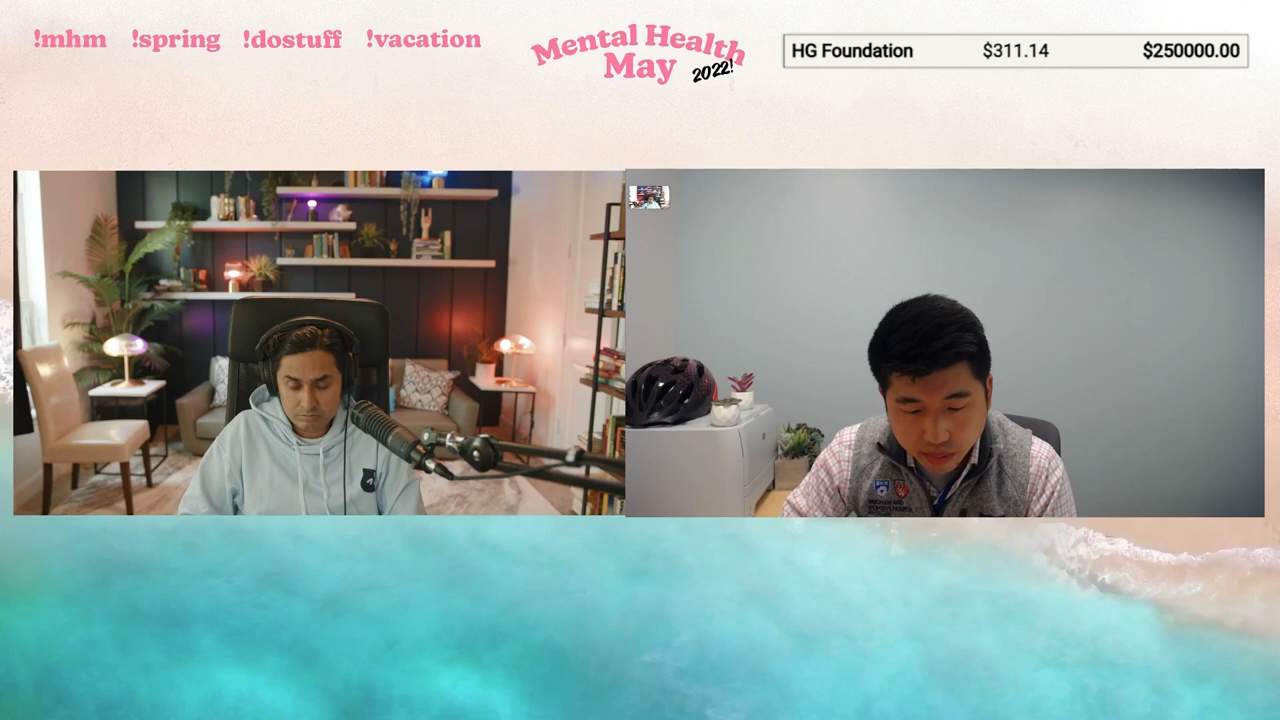 !mhm !spring !dostuff !vacation
Mental Health
May 2022!
HG Foundation $311.14 $250000.00